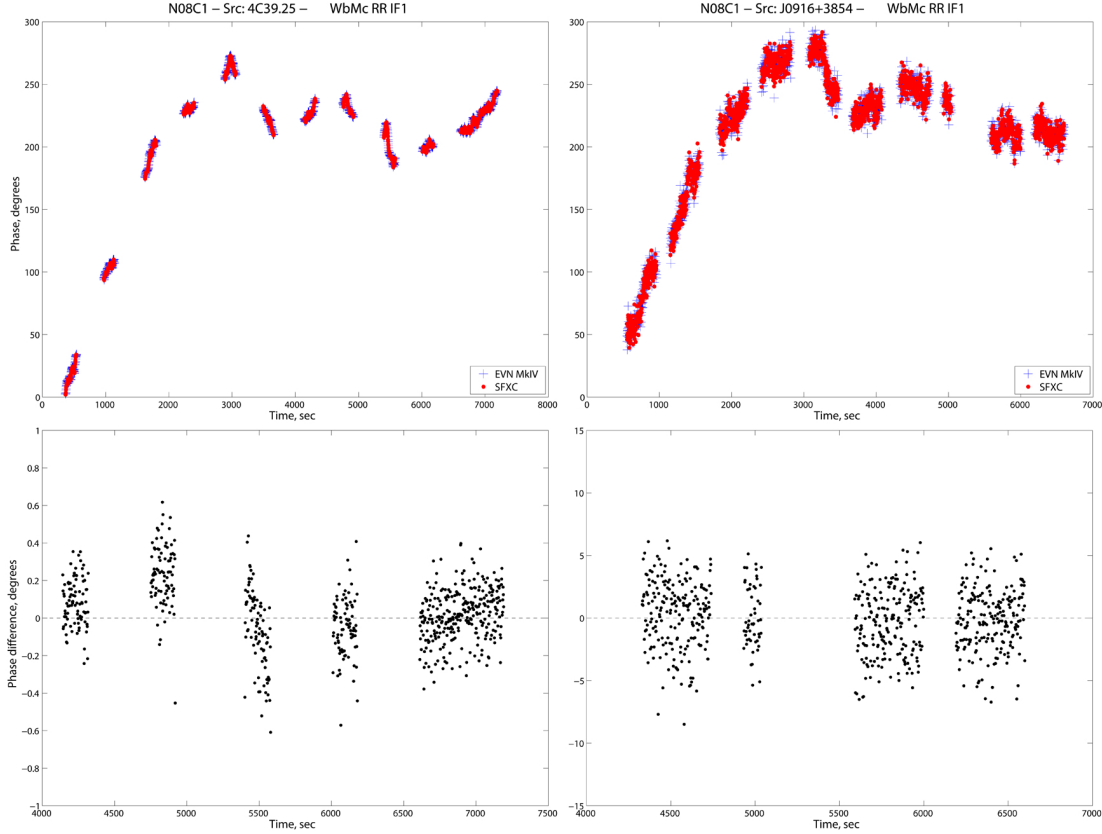 N08C1 − Src: 4C39.25 − WbMc RR IF1
300
250
200
150
100
50
0
Phase, degrees
0 1000 2000 3000 4000 5000 6000 7000 8000
Time, sec
EVN MkIV
SFXC
N08C1 − Src: J0916+3854 − WbMc RR IF1
300
250
200
150
100
50
0
0 1000 2000 3000 4000 5000 6000 7000
Time, sec
EVN MkIV
SFXC
1
0.8
0.6
0.4
0.2
0
−0.2
−0.4
−0.6
−0.8
−1
Phase difference, degrees
4000 4500 5000 5500 6000 6500 7000 7500
Time, sec
15
10
5
0
−5
−10
−15
4000 4500 5000 5500 6000 6500 7000
Time, sec